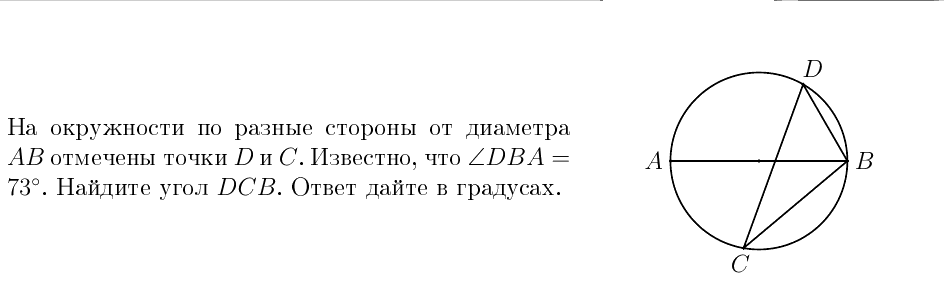 На окружности по разные стороны от диаметра
AB отмечены точки D и C. Известно, что ∠DBA =
73°. Найдите угол DCB. Ответ дайте в градусах.
D
A
B
C